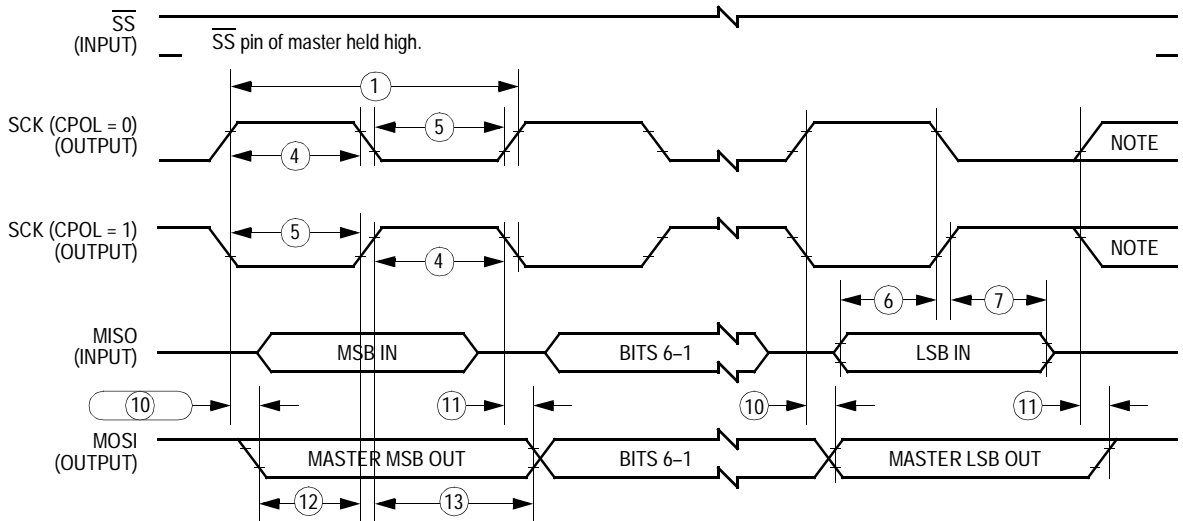 SS
(INPUT)
SS pin of master held high.
1
SCK (CPOL = 0)
(OUTPUT)
5
4
NOTE
SCK (CPOL = 1)
(OUTPUT)
5
4
NOTE
6
7
MISO
(INPUT)
MSB IN
BITS 6–1
LSB IN
10
11
10
11
MOSI
(OUTPUT)
MASTER MSB OUT
BITS 6–1
MASTER LSB OUT
12
13